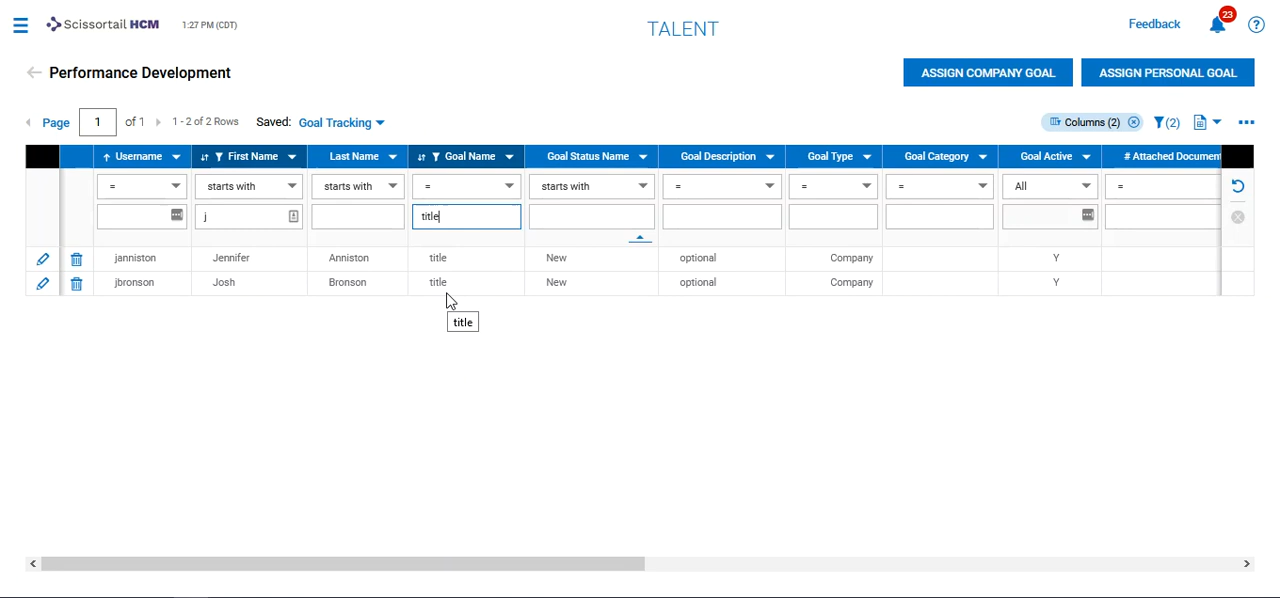 Scissortail HCM 1:27 PM (CDT) TALENT Feedback 23 ?
Performance Development ASSIGN COMPANY GOAL ASSIGN PERSONAL GOAL
Page 1 of 1 1 - 2 of 2 Rows Saved: Goal Tracking Columns (2) (2)
Username First Name Last Name Goal Name Goal Status Name Goal Description Goal Type Goal Category Goal Active # Attached Document
= starts with starts with = starts with = = = All =
j title
janniston Jennifer Anniston title New optional Company Y
jbronson Josh Bronson title New optional Company Y
title